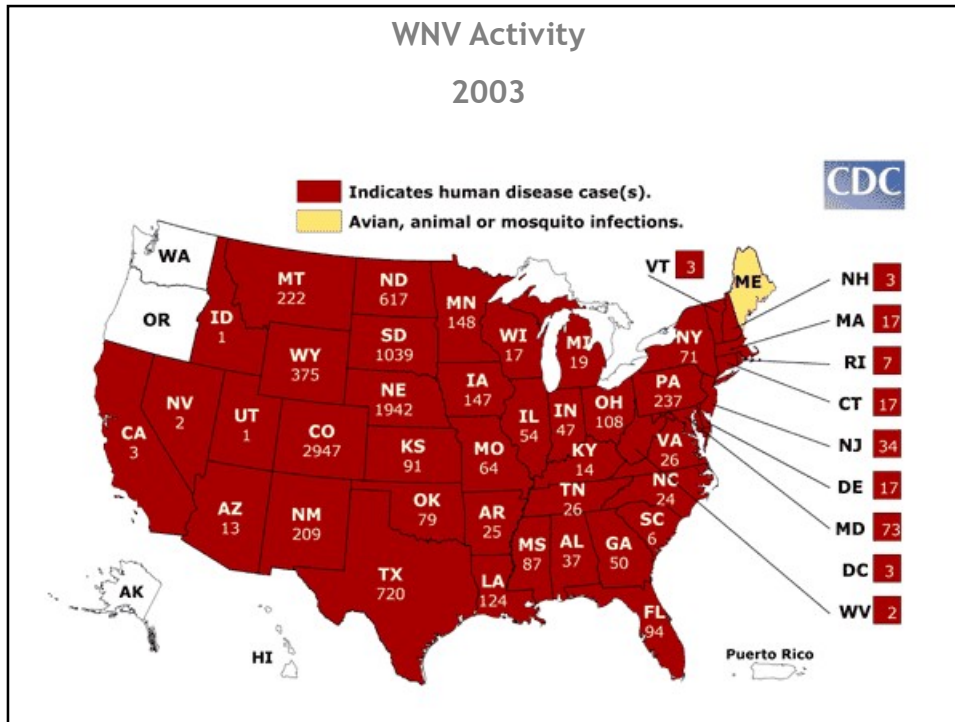 WNV Activity
2003
CDC
Indicates human disease case(s).
Avian, animal or mosquito infections.
WA
OR
ID
1
MT
222
ND
617
MN
148
WI
17
MI
19
NY
71
VT 3
ME
NH 3
MA 17
RI 7
CT 17
NJ 34
DE 17
MD 73
DC 3
WV 2
WY
375
SD
1039
NE
1942
IA
147
IL
54
IN
47
OH
108
PA
237
CA
3
NV
2
UT
1
CO
2947
KS
91
MO
64
KY
14
VA
26
AZ
13
NM
209
OK
79
AR
25
TN
26
NC
24
SC
6
TX
720
LA
124
MS
87
AL
37
GA
50
FL
94
AK
HI
Puerto Rico